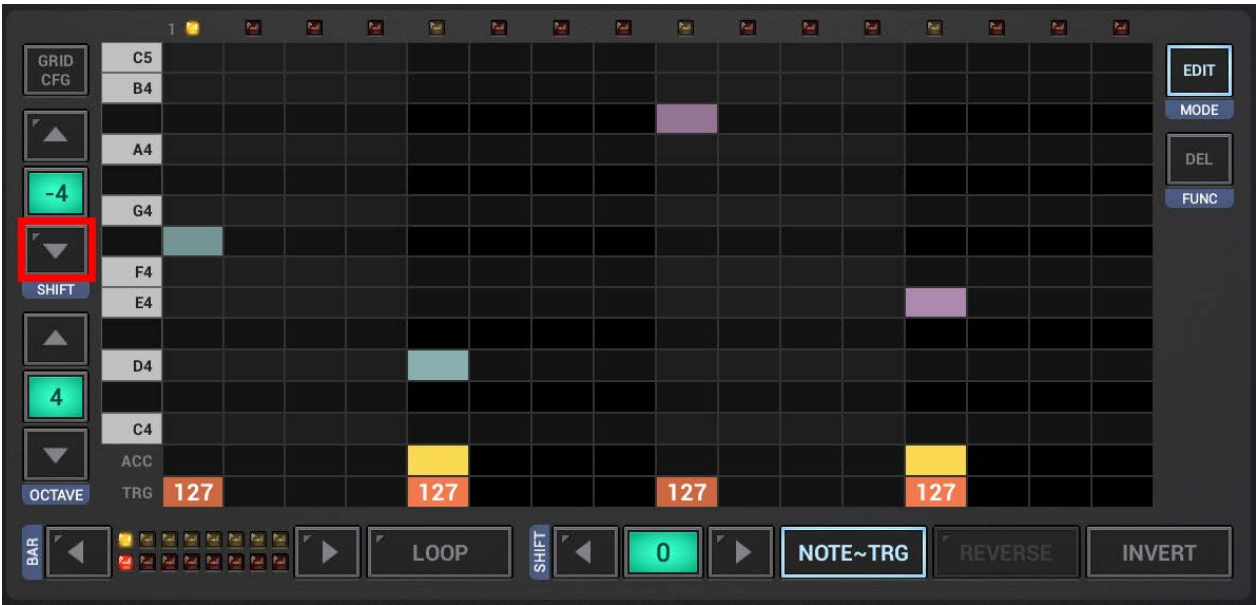 1
GRID
CFG
C5
B4
EDIT
MODE
A4
DEL
FUNC
-4
G4
F4
SHIFT
E4
D4
4
C4
ACC
OCTAVE
TRG 127 127 127 127
BAR
LOOP
SHIFT
0
NOTE~TRG
REVERSE
INVERT